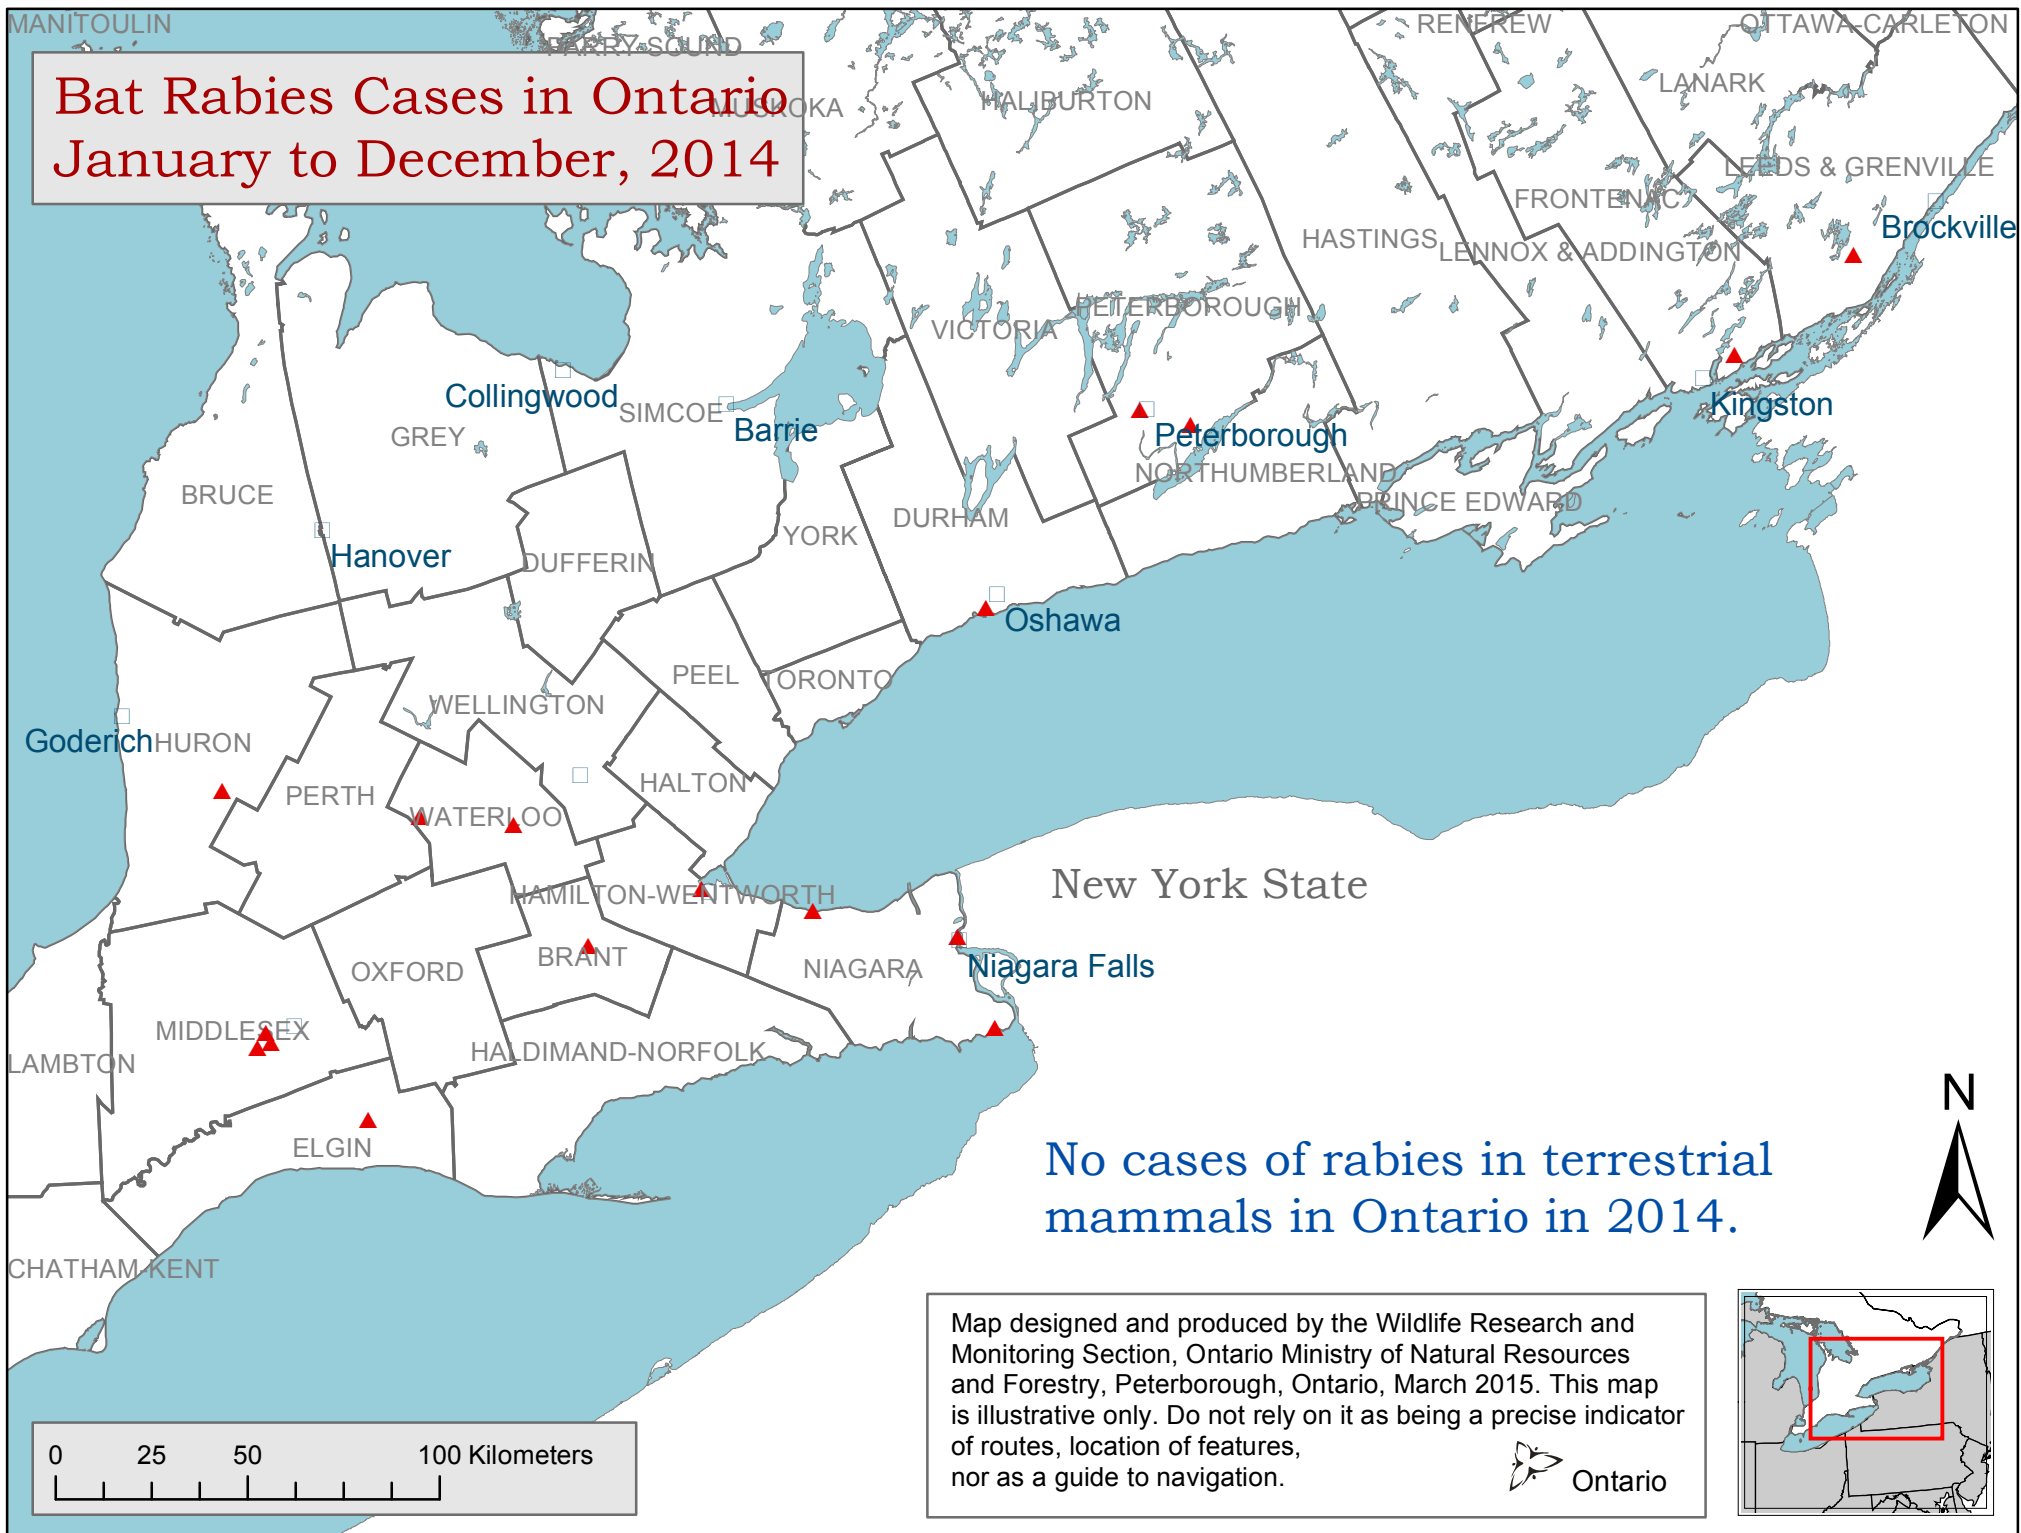 MANITOULIN
PARRY-SOUND
RENFREW
OTTAWA-CARLETON
Bat Rabies Cases in Ontario
January to December, 2014
MUSKOKA
HALIBURTON
LANARK
LEEDS & GRENVILLE
FRONTENAC
Brockville
HASTINGS
LENNOX & ADDINGTON
PETERBOROUGH
VICTORIA
Collingwood
SIMCOE
Barrie
GREY
Kingston
Peterborough
NORTHUMBERLAND
BRUCE
PRINCE EDWARD
DURHAM
YORK
Hanover
DUFFERIN
Oshawa
PEEL
TORONTO
WELLINGTON
Goderich
HURON
HALTON
PERTH
WATERLOO
New York State
HAMILTON-WENTWORTH
BRANT
OXFORD
NIAGARA
Niagara Falls
MIDDLESEX
HALDIMAND-NORFOLK
LAMBTON
ELGIN
N
No cases of rabies in terrestrial
mammals in Ontario in 2014.
CHATHAM-KENT
Map designed and produced by the Wildlife Research and
Monitoring Section, Ontario Ministry of Natural Resources
and Forestry, Peterborough, Ontario, March 2015. This map
is illustrative only. Do not rely on it as being a precise indicator
of routes, location of features,
nor as a guide to navigation.
Ontario
0 25 50 100 Kilometers